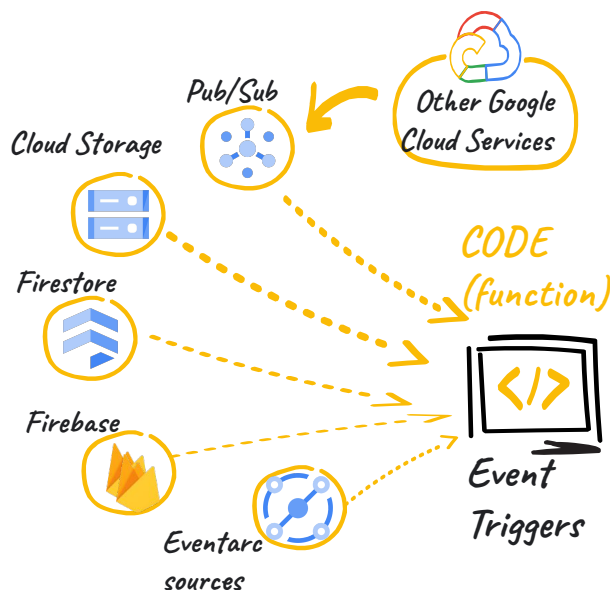 Pub/Sub
Other Google
Cloud Services
Cloud Storage
CODE
(function)
Firestore
</>
Firebase
Event
Triggers
Eventarc
sources